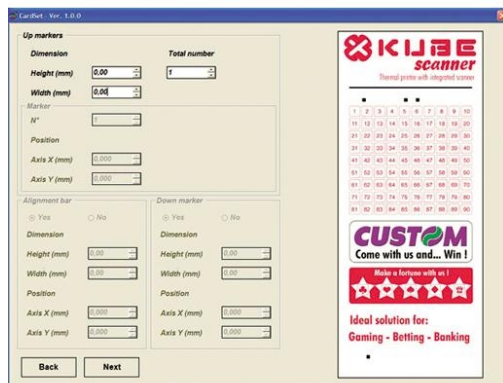 CardSet - Ver. 1.0.0
Up markers
Dimension
Total number
Height (mm) 0,00
1
Width (mm) 0,00
Marker
N° 1
Position
Axis X (mm) 0,000
Axis Y (mm) 0,000
Alignment bar
Yes No
Dimension
Height (mm) 0,00
Width (mm) 0,00
Position
Axis X (mm) 0,000
Axis Y (mm) 0,000
Down marker
Yes No
Dimension
Height (mm) 0,00
Width (mm) 0,00
Position
Axis X (mm) 0,000
Axis Y (mm) 0,000
Back Next
KUBE
scanner
Thermal printer with integrated scanner
1 2 3 4 5 6 7 8 9 10
11 12 13 14 15 16 17 18 19 20
21 22 23 24 25 26 27 28 29 30
31 32 33 34 35 36 37 38 39 40
41 42 43 44 45 46 47 48 49 50
51 52 53 54 55 56 57 58 59 60
61 62 63 64 65 66 67 68 69 70
71 72 73 74 75 76 77 78 79 80
81 82 83 84 85 86 87 88 89 90
CUSTOM
Come with us and... Win !
Make a fortune with us !
Ideal solution for:
Gaming - Betting - Banking